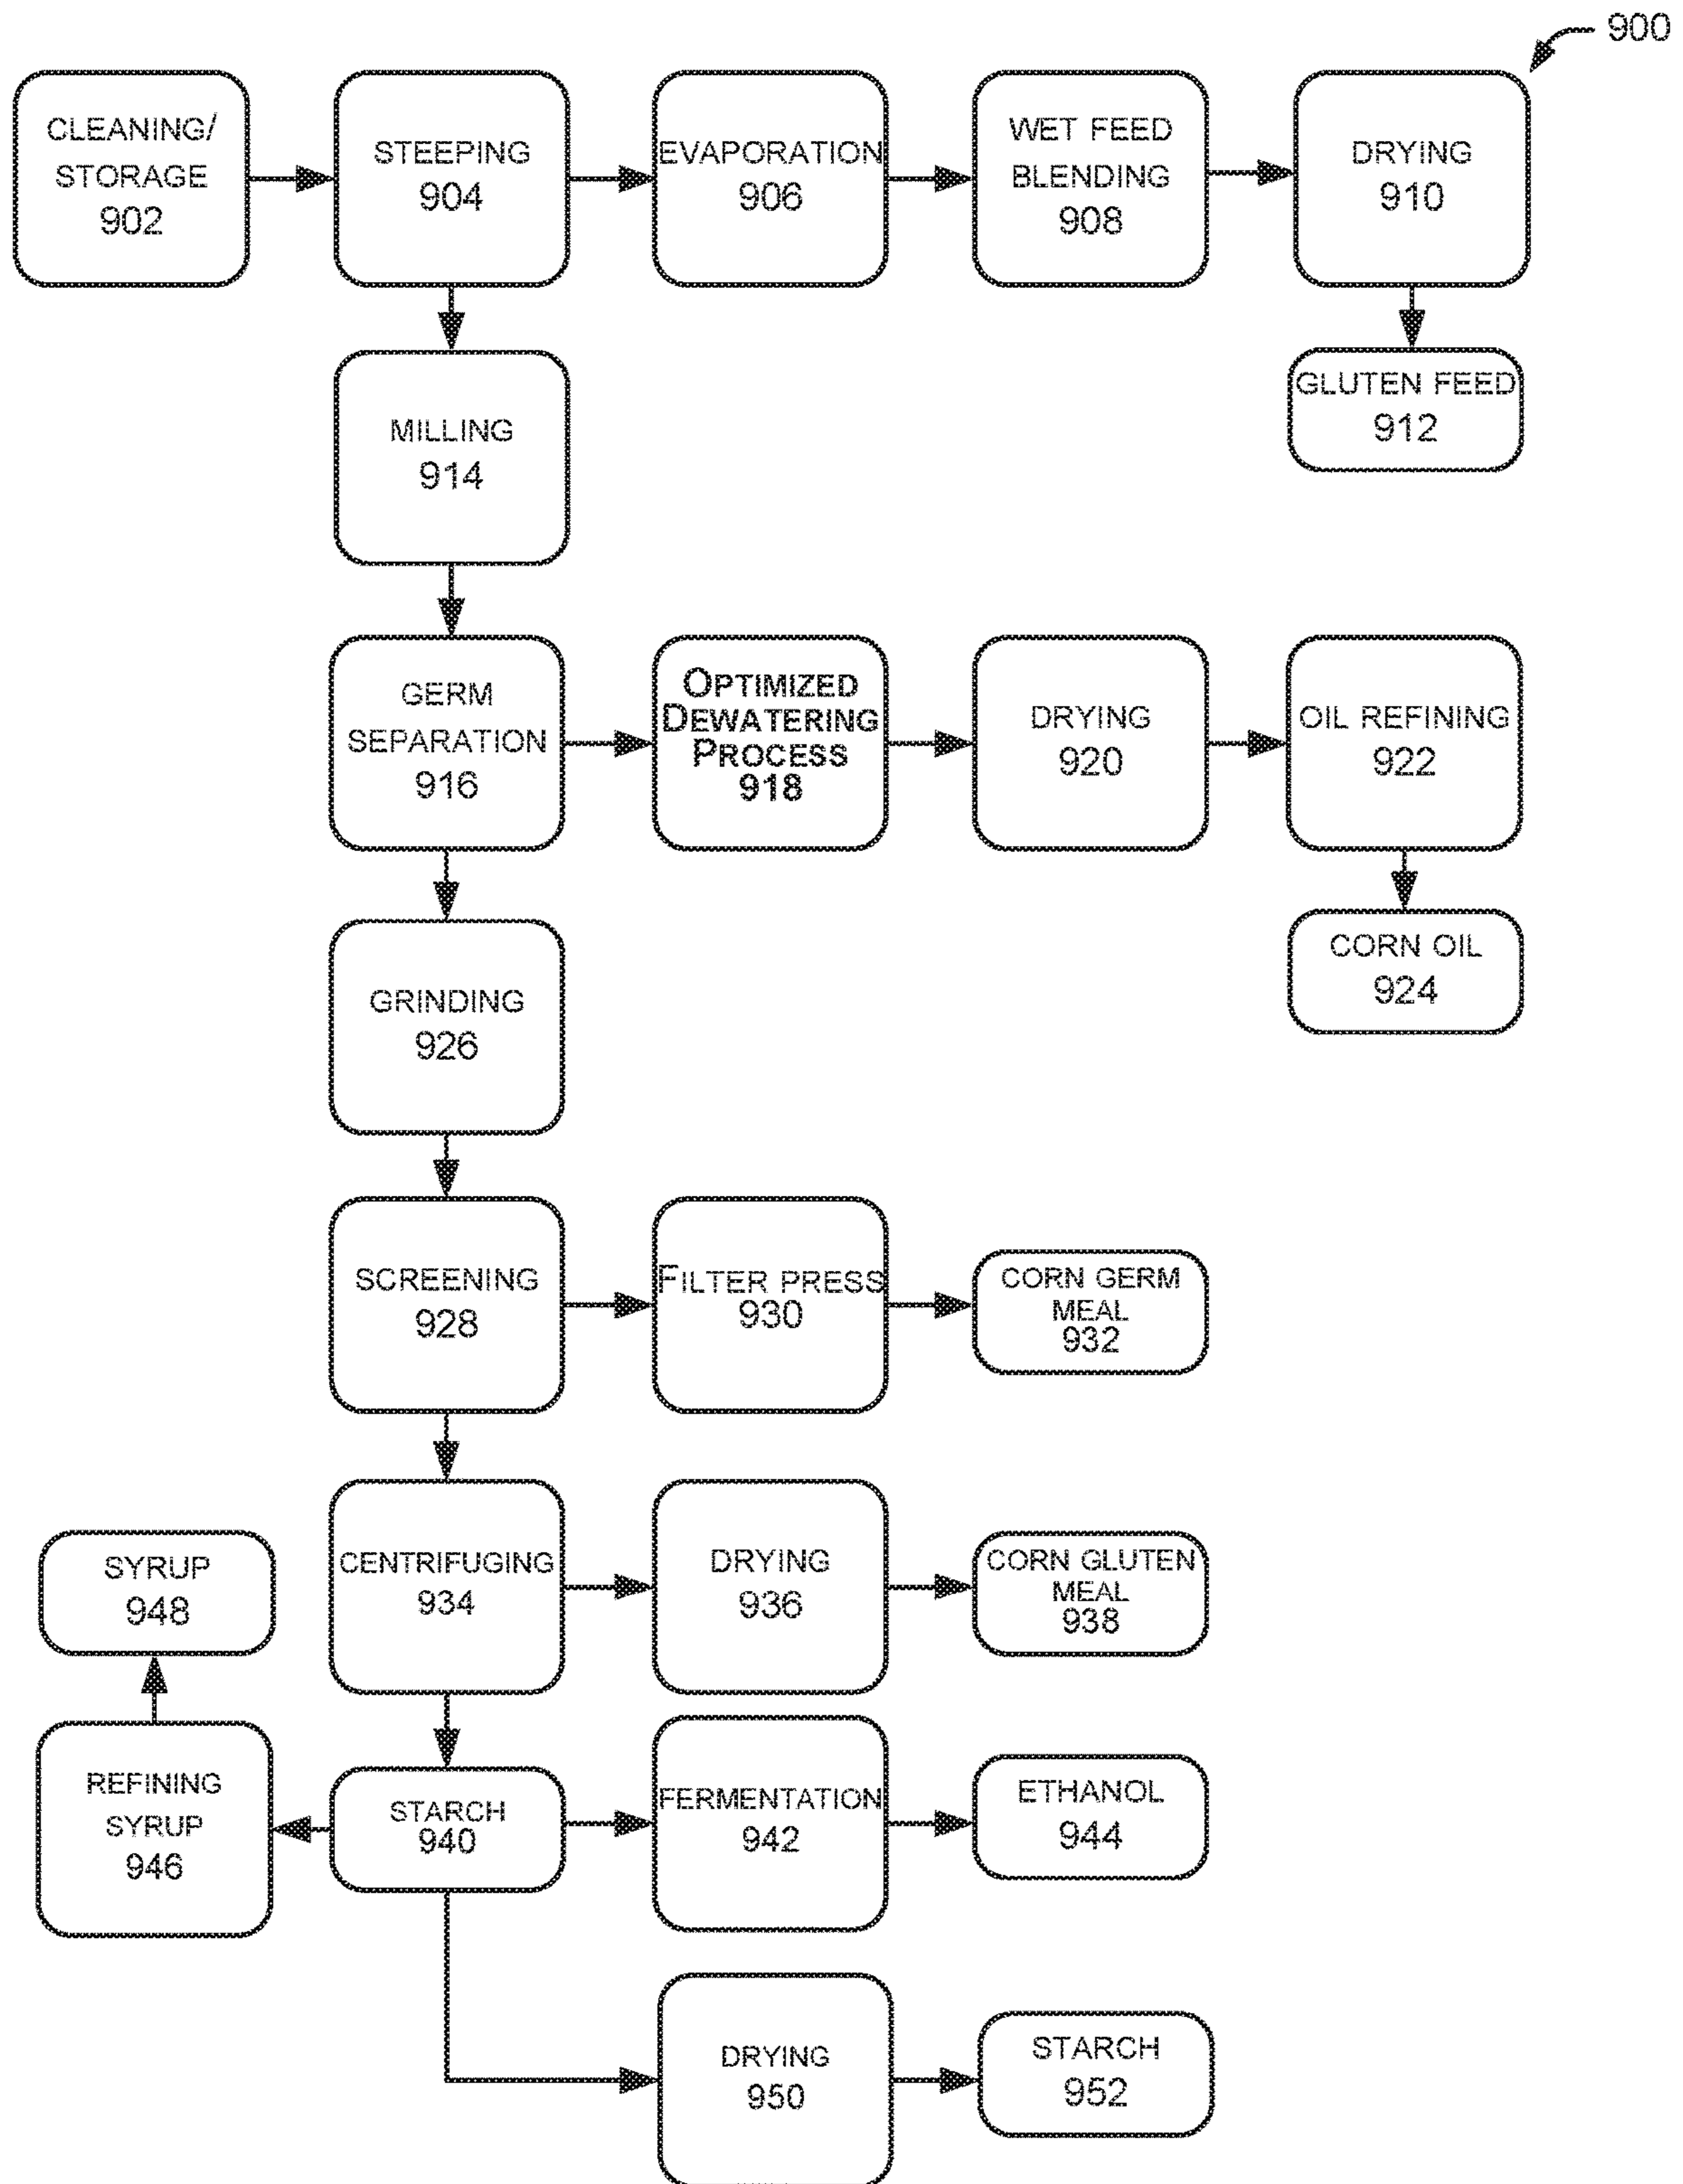 900
CLEANING/
STORAGE
902
STEEPING
904
EVAPORATION
906
WET FEED
BLENDING
908
DRYING
910
GLUTEN FEED
912
MILLING
914
GERM
SEPARATION
916
OPTIMIZED
DEWATERING
PROCESS
918
DRYING
920
OIL REFINING
922
CORN OIL
924
GRINDING
926
SCREENING
928
FILTER PRESS
930
CORN GERM
MEAL
932
CENTRIFUGING
934
DRYING
936
CORN GLUTEN
MEAL
938
SYRUP
948
REFINING
SYRUP
946
STARCH
940
FERMENTATION
942
ETHANOL
944
DRYING
950
STARCH
952